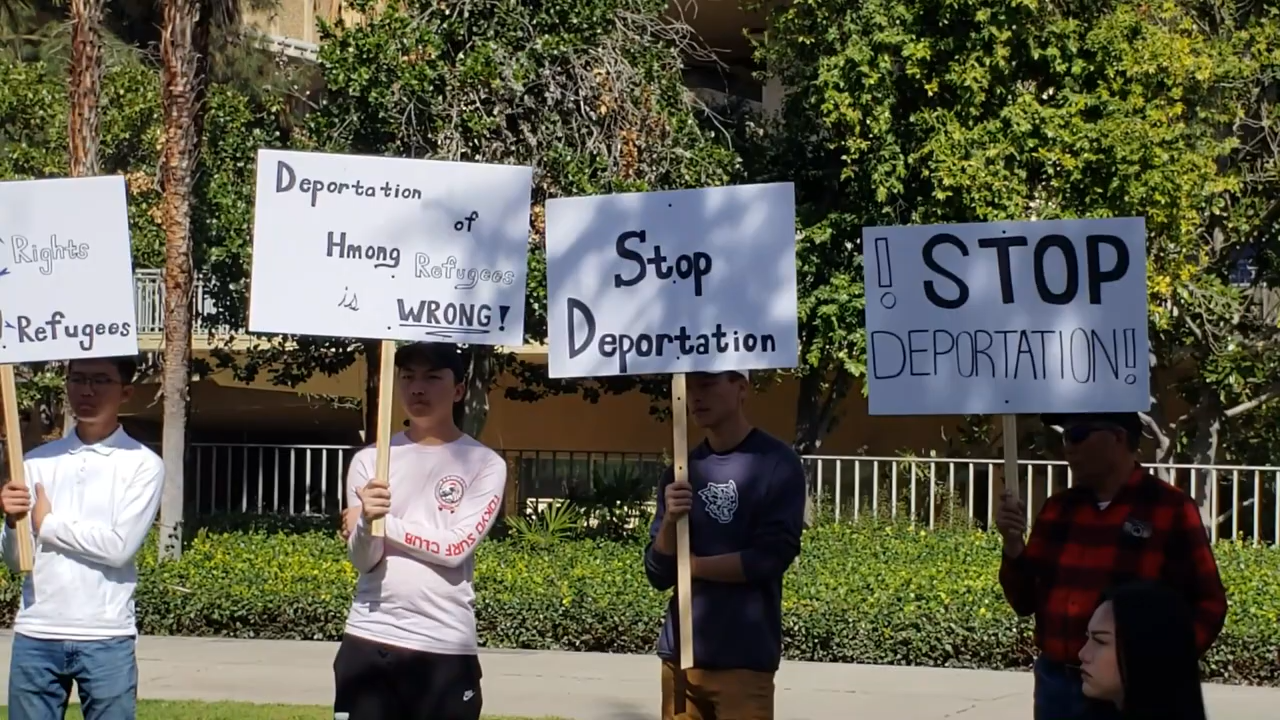 Rights
Refugees
Deportation
of
Hmong Refugees
is WRONG!
Stop
Deportation
! STOP
DEPORTATION!!
TOKYO SURF CLUB